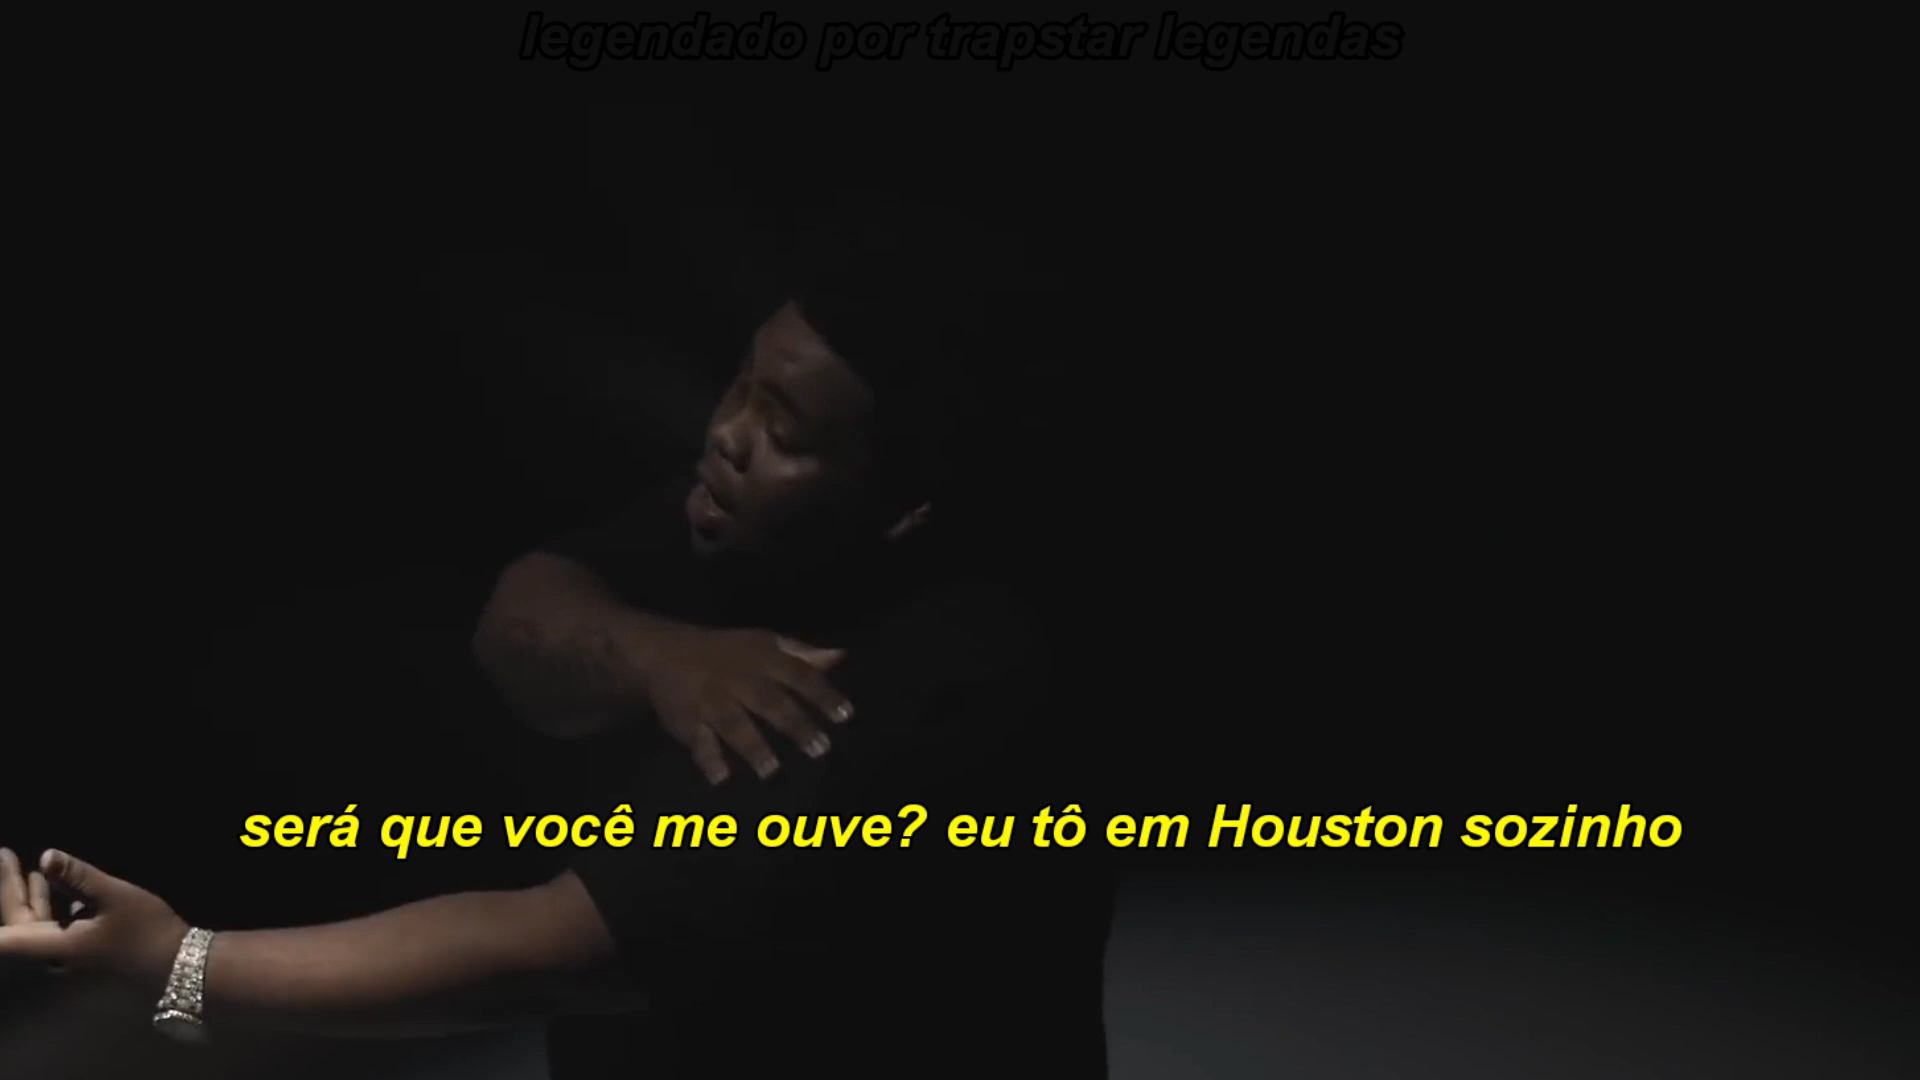 legendado por trapstar legendas
será que você me ouve? eu tô em Houston sozinho